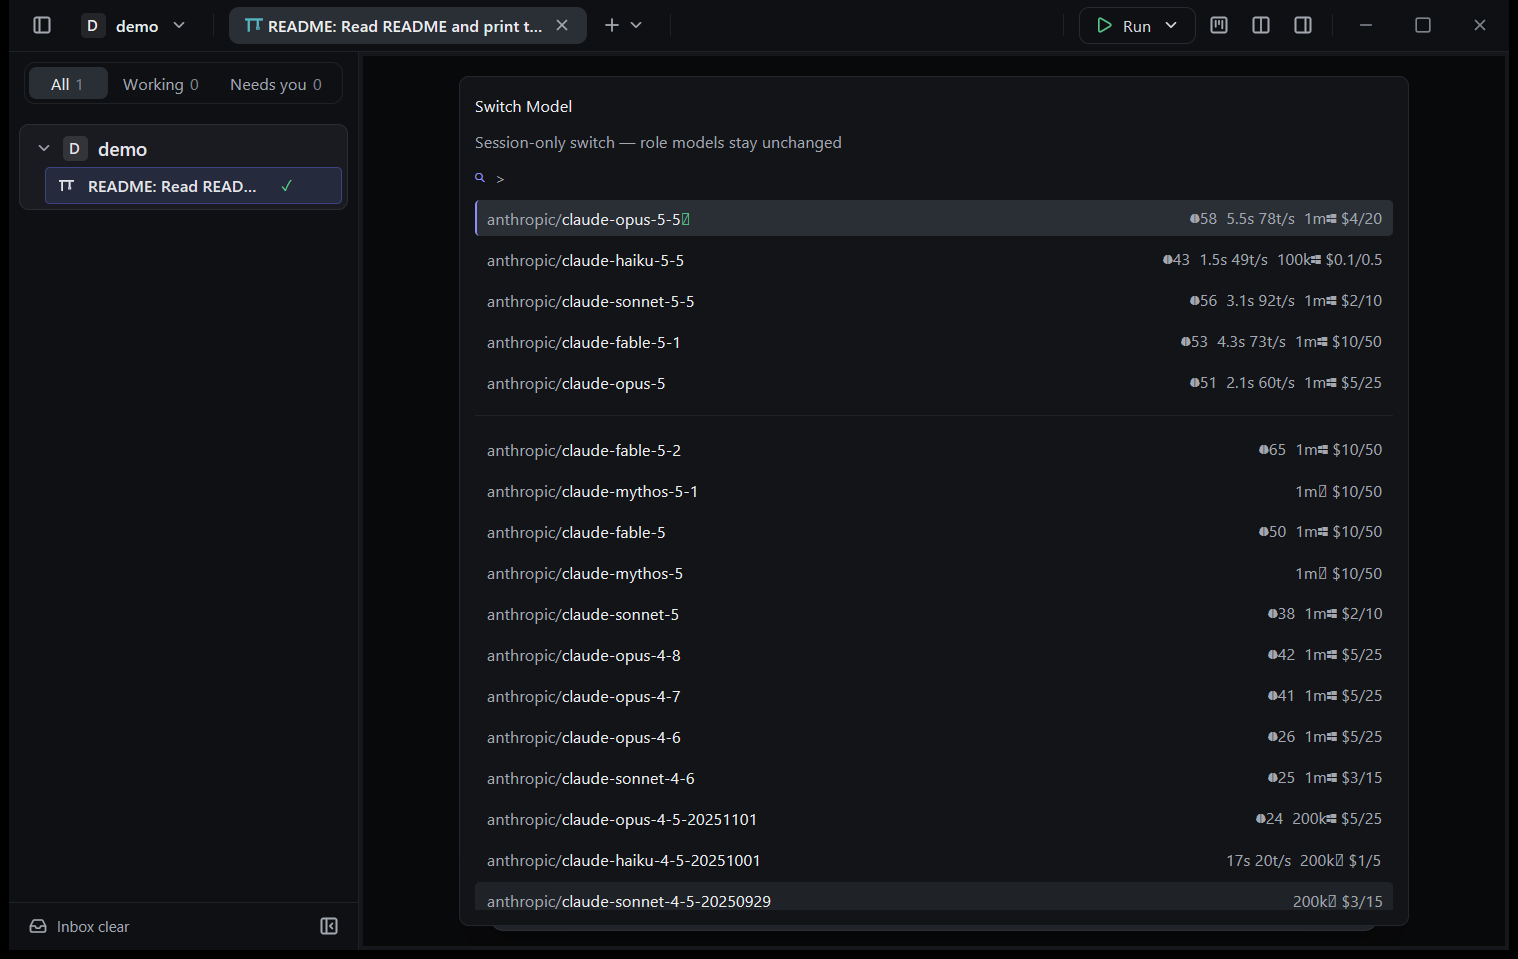 D demo
README: Read README and print t...
Run
All 1 Working 0 Needs you 0
D demo
README: Read READ... ✓
Inbox clear
Switch Model
Session-only switch — role models stay unchanged
>
anthropic/claude-opus-5-5 58 5.5s 78t/s 1m $4/20
anthropic/claude-haiku-5-5 43 1.5s 49t/s 100k $0.1/0.5
anthropic/claude-sonnet-5-5 56 3.1s 92t/s 1m $2/10
anthropic/claude-fable-5-1 53 4.3s 73t/s 1m $10/50
anthropic/claude-opus-5 51 2.1s 60t/s 1m $5/25
anthropic/claude-fable-5-2 65 1m $10/50
anthropic/claude-mythos-5-1 1m $10/50
anthropic/claude-fable-5 50 1m $10/50
anthropic/claude-mythos-5 1m $10/50
anthropic/claude-sonnet-5 38 1m $2/10
anthropic/claude-opus-4-8 42 1m $5/25
anthropic/claude-opus-4-7 41 1m $5/25
anthropic/claude-opus-4-6 26 1m $5/25
anthropic/claude-sonnet-4-6 25 1m $3/15
anthropic/claude-opus-4-5-20251101 24 200k $5/25
anthropic/claude-haiku-4-5-20251001 17s 20t/s 200k $1/5
anthropic/claude-sonnet-4-5-20250929 200k $3/15